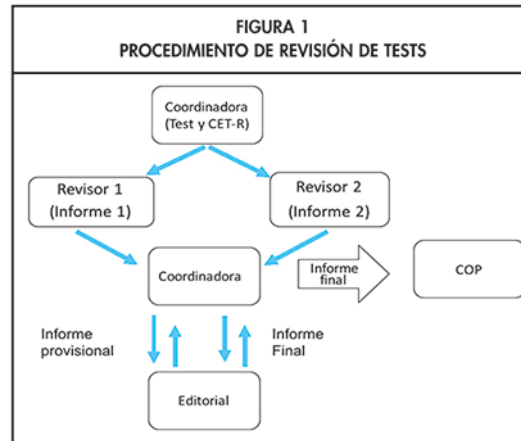 FIGURA 1
PROCEDIMIENTO DE REVISIÓN DE TESTS
Coordinadora
(Test y CET-R)
Revisor 1
(Informe 1)
Revisor 2
(Informe 2)
Coordinadora
Informe
final
COP
Informe
provisional
Informe
Final
Editorial